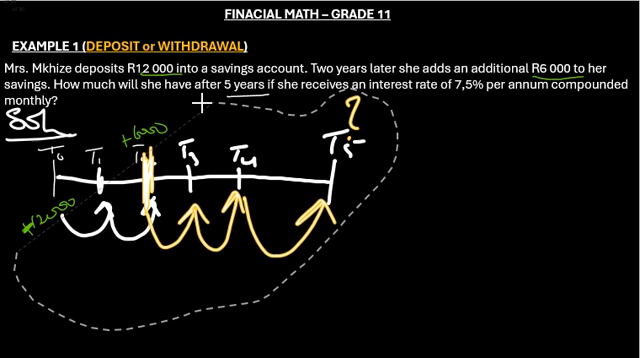 FINACIAL MATH – GRADE 11
EXAMPLE 1 (DEPOSIT or WITHDRAWAL)
Mrs. Mkhize deposits R12 000 into a savings account. Two years later she adds an additional R6 000 to her
savings. How much will she have after 5 years if she receives an interest rate of 7,5% per annum compounded
monthly?
SOL
?
+6000
T0 T1 T3 T4 T5
+12000